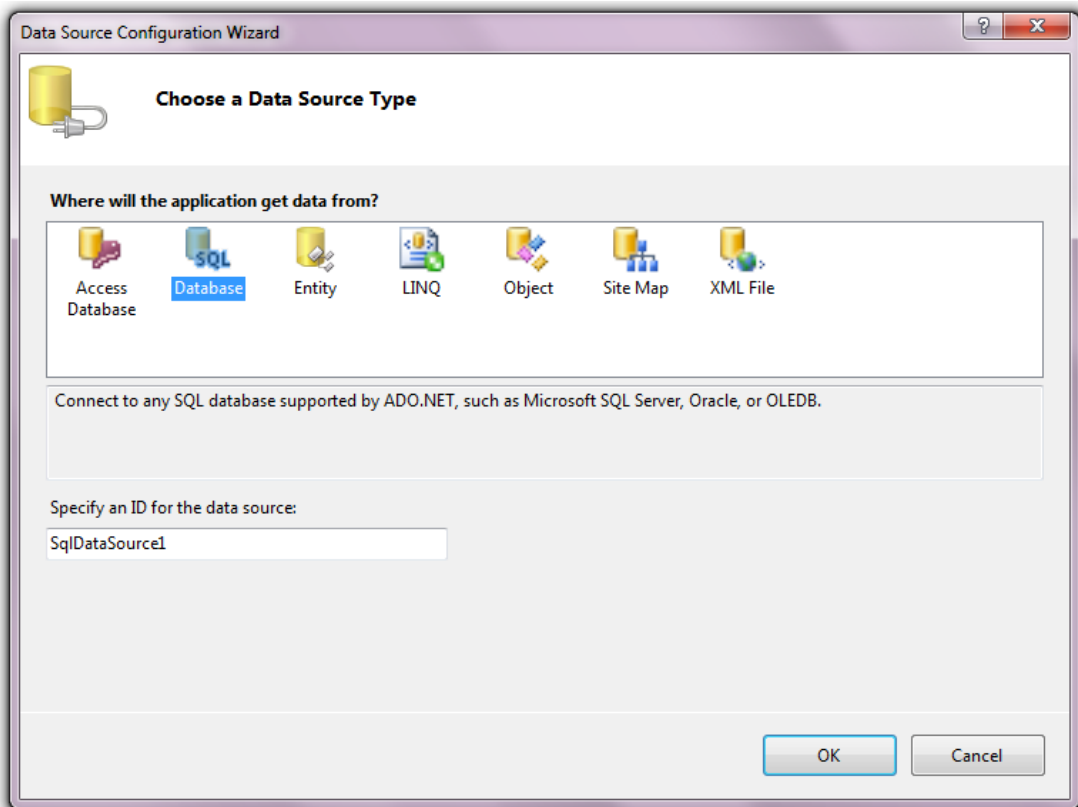 Data Source Configuration Wizard
?
X
Choose a Data Source Type
Where will the application get data from?
SQL
Access Database
Database
Entity
LINQ
Object
Site Map
XML File
Connect to any SQL database supported by ADO.NET, such as Microsoft SQL Server, Oracle, or OLEDB.
Specify an ID for the data source:
SqlDataSource1
OK
Cancel